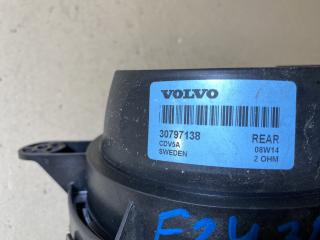 VOLVO
30797138 REAR
CDV5A 08W14
SWEDEN 2 OHM